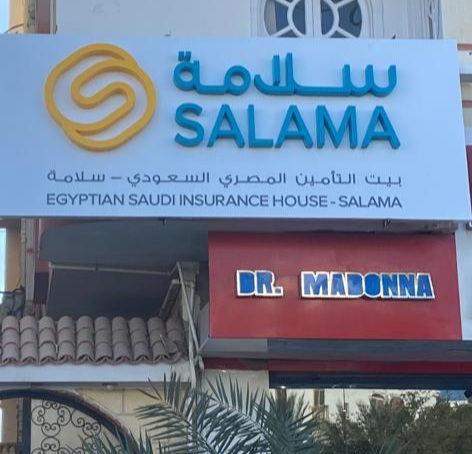 سلامة
SALAMA
بيت التأمين المصري السعودي – سلامة
EGYPTIAN SAUDI INSURANCE HOUSE - SALAMA
DR. MADONNA